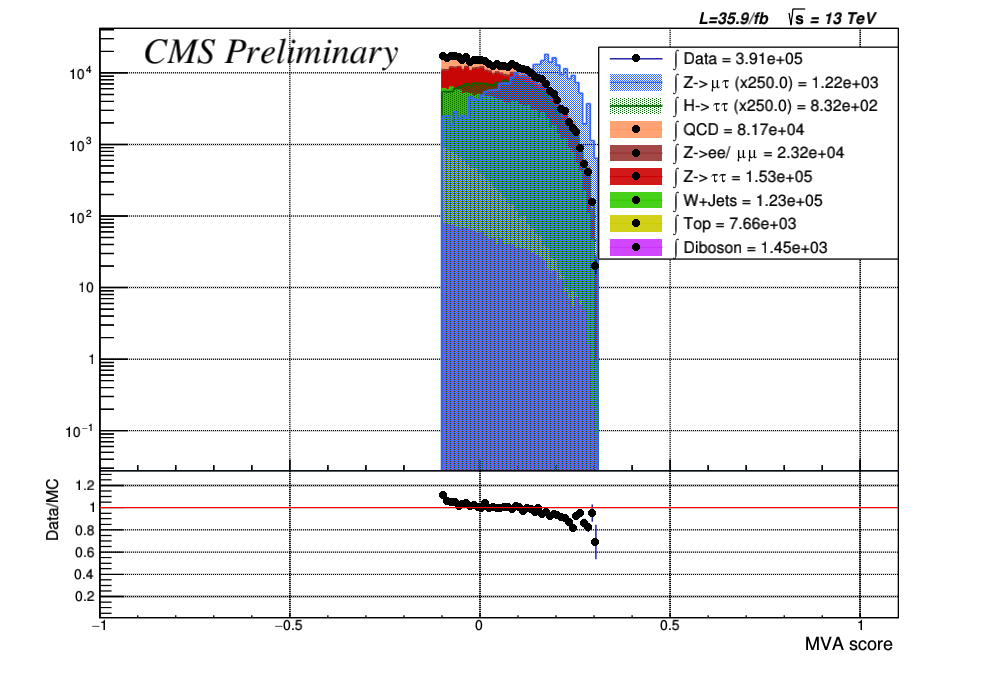 L=35.9/fb √s = 13 TeV
CMS Preliminary
∫ Data = 3.91e+05
∫ Z->μτ (x250.0) = 1.22e+03
∫ H->ττ (x250.0) = 8.32e+02
∫ QCD = 8.17e+04
∫ Z->ee/ μμ = 2.32e+04
∫ Z->ττ = 1.53e+05
∫ W+Jets = 1.23e+05
∫ Top = 7.66e+03
∫ Diboson = 1.45e+03
10⁴
10³
10²
10
1
10⁻¹
Data/MC
1.2
1
0.8
0.6
0.4
0.2
−1 −0.5 0 0.5 1
MVA score